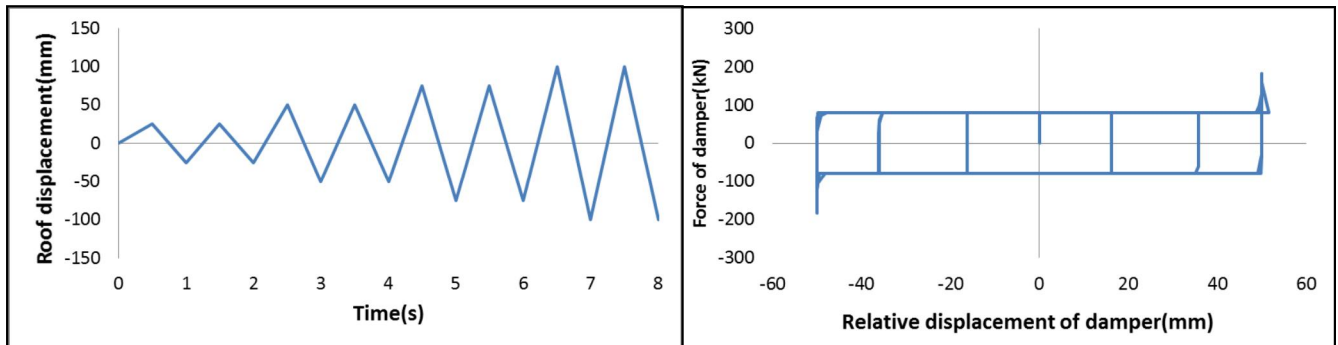 Roof displacement(mm)
150
100
50
0
-50
-100
-150
0 1 2 3 4 5 6 7 8
Time(s)
Force of damper(kN)
300
200
100
0
-100
-200
-300
-60 -40 -20 0 20 40 60
Relative displacement of damper(mm)